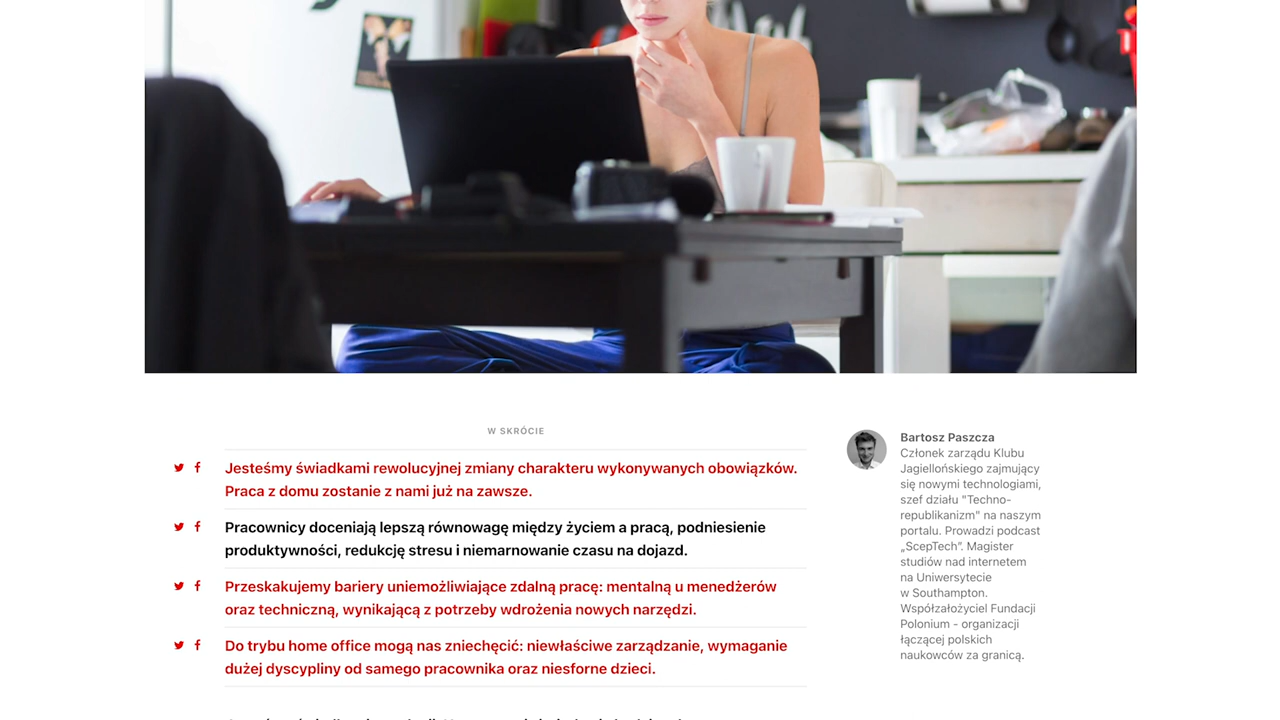 W SKRÓCIE
Jesteśmy świadkami rewolucyjnej zmiany charakteru wykonywanych obowiązków.
Praca z domu zostanie z nami już na zawsze.
Pracownicy doceniają lepszą równowagę między życiem a pracą, podniesienie
produktywności, redukcję stresu i niemarnowanie czasu na dojazd.
Przeskakujemy bariery uniemożliwiające zdalną pracę: mentalną u menedżerów
oraz techniczną, wynikającą z potrzeby wdrożenia nowych narzędzi.
Do trybu home office mogą nas zniechęcić: niewłaściwe zarządzanie, wymaganie
dużej dyscypliny od samego pracownika oraz niesforne dzieci.
Bartosz Paszcza
Członek zarządu Klubu
Jagiellońskiego zajmujący
się nowymi technologiami,
szef działu "Techno-
republikanizm" na naszym
portalu. Prowadzi podcast
„ScepTech”. Magister
studiów nad internetem
na Uniwersytecie
w Southampton.
Współzałożyciel Fundacji
Polonium - organizacji
łączącej polskich
naukowców za granicą.